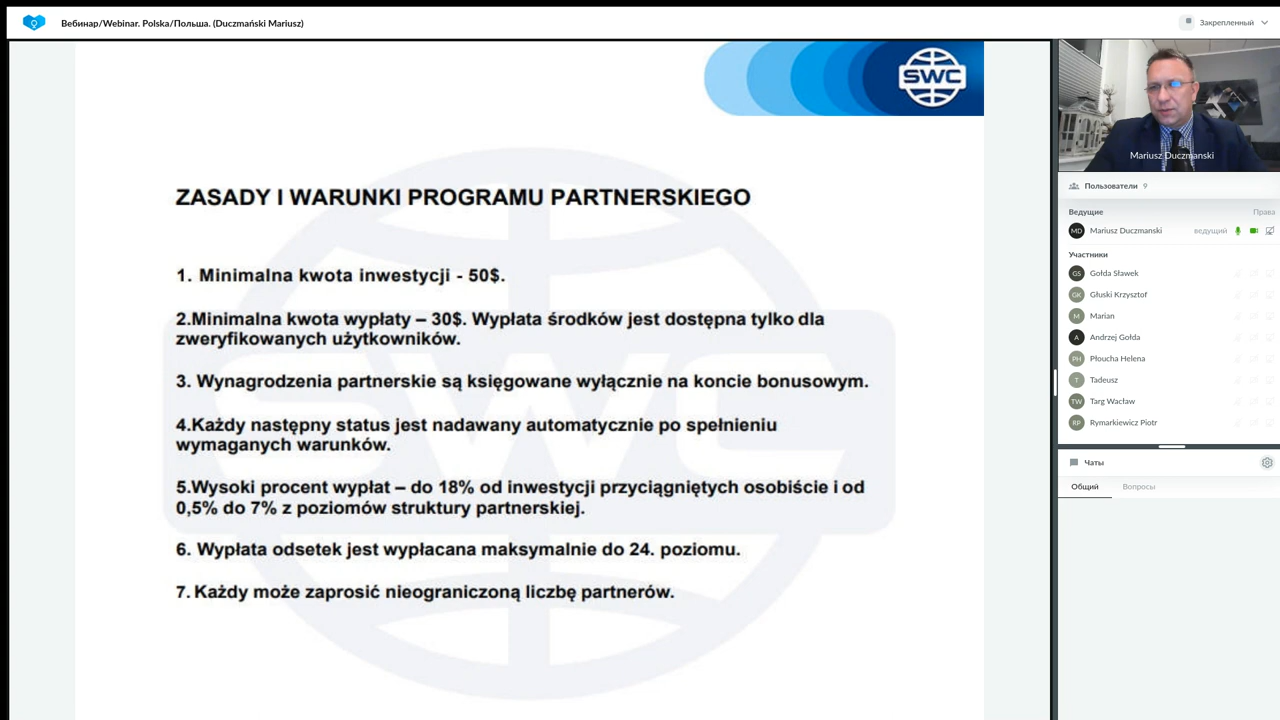 Вебинар/Webinar. Polska/Польша. (Duczmański Mariusz)
Закрепленный
SWC
ZASADY I WARUNKI PROGRAMU PARTNERSKIEGO
1. Minimalna kwota inwestycji - 50$.
2.Minimalna kwota wypłaty – 30$. Wypłata środków jest dostępna tylko dla
zweryfikowanych użytkowników.
3. Wynagrodzenia partnerskie są księgowane wyłącznie na koncie bonusowym.
4.Każdy następny status jest nadawany automatycznie po spełnieniu
wymaganych warunków.
5.Wysoki procent wypłat – do 18% od inwestycji przyciągniętych osobiście i od
0,5% do 7% z poziomów struktury partnerskiej.
6. Wypłata odsetek jest wypłacana maksymalnie do 24. poziomu.
7. Każdy może zaprosić nieograniczoną liczbę partnerów.
SWC
Mariusz Duczmanski
Пользователи 9
Ведущие Права
MD Mariusz Duczmanski ведущий
Участники
GS Gołda Sławek
GK Głuski Krzysztof
M Marian
A Andrzej Gołda
PH Płoucha Helena
T Tadeusz
TW Targ Wacław
RP Rymarkiewicz Piotr
Чаты
Общий Вопросы